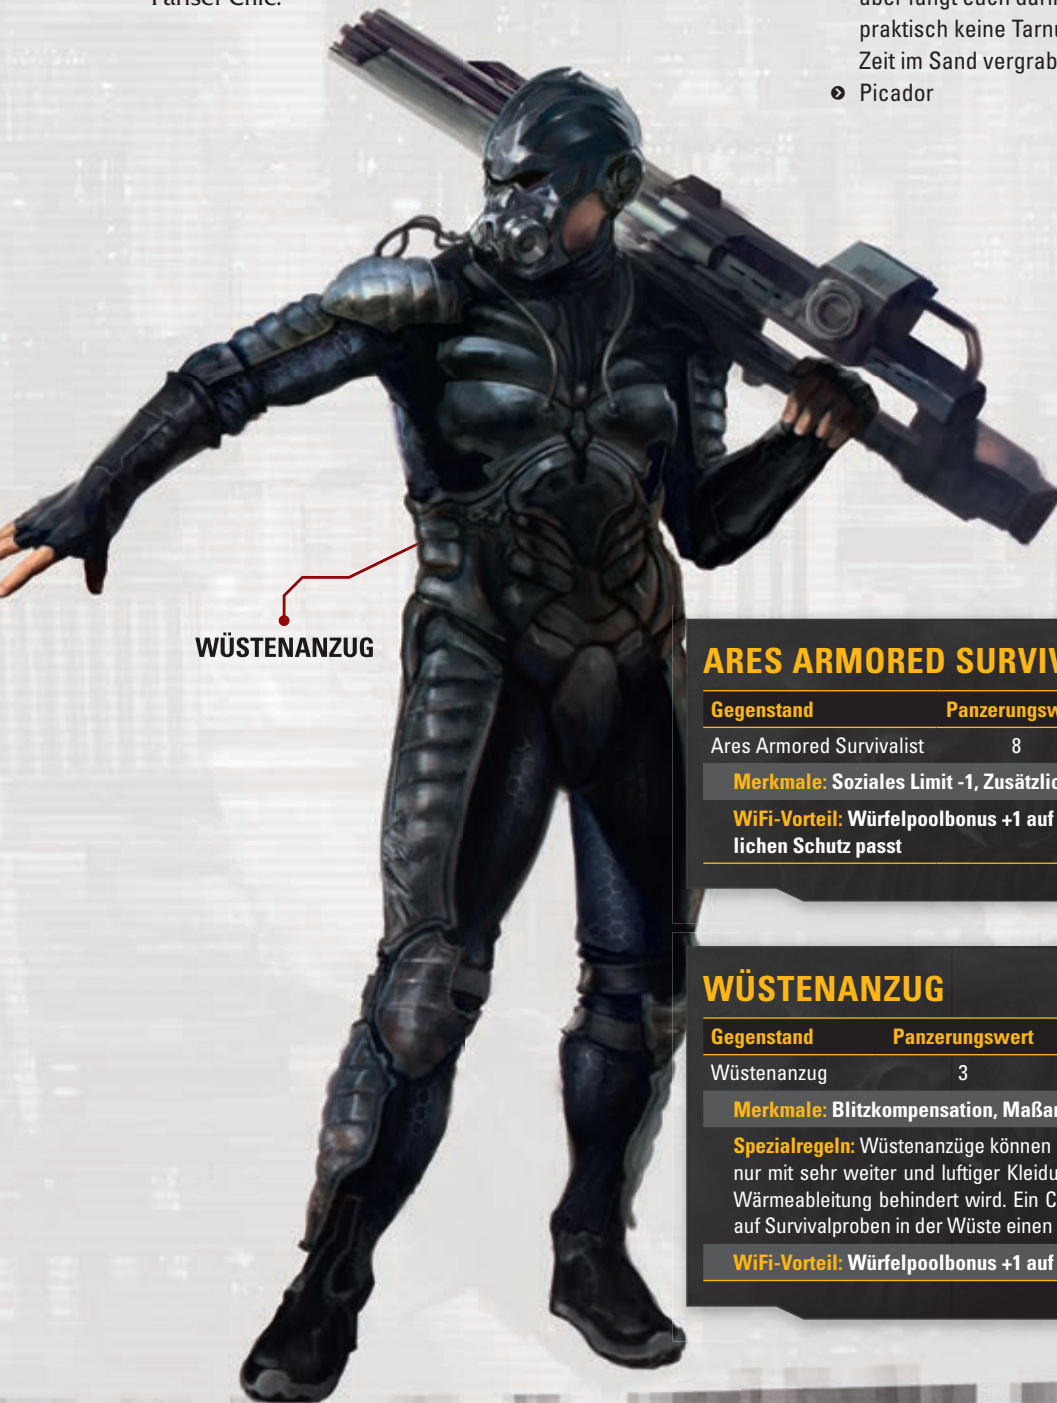 Pariser Chic.
praktisch keine Tarnu
Zeit im Sand vergrab
Picador
WÜSTENANZUG
ARES ARMORED SURVIV
Gegenstand Panzerungsw
Ares Armored Survivalist 8
Merkmale: Soziales Limit -1, Zusätzlic
WiFi-Vorteil: Würfelpoolbonus +1 auf
lichen Schutz passt
WÜSTENANZUG
Gegenstand Panzerungswert
Wüstenanzug 3
Merkmale: Blitzkompensation, Maßan
Spezialregeln: Wüstenanzüge können
nur mit sehr weiter und luftiger Kleidu
Wärmeableitung behindert wird. Ein C
auf Survivalproben in der Wüste einen
WiFi-Vorteil: Würfelpoolbonus +1 auf